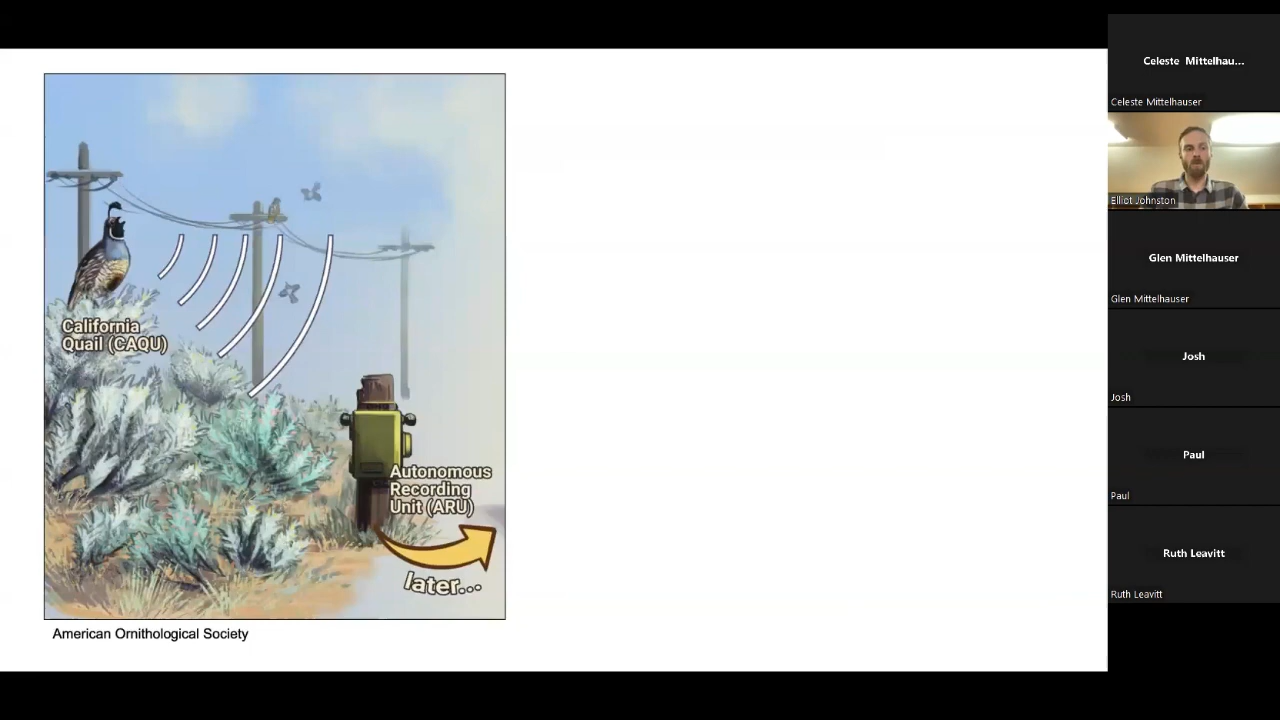 California
Quail (CAQU)
Autonomous
Recording
Unit (ARU)
later...
American Ornithological Society
Celeste Mittelhau...
Celeste Mittelhauser
Elliot Johnston
Glen Mittelhauser
Glen Mittelhauser
Josh
Josh
Paul
Paul
Ruth Leavitt
Ruth Leavitt